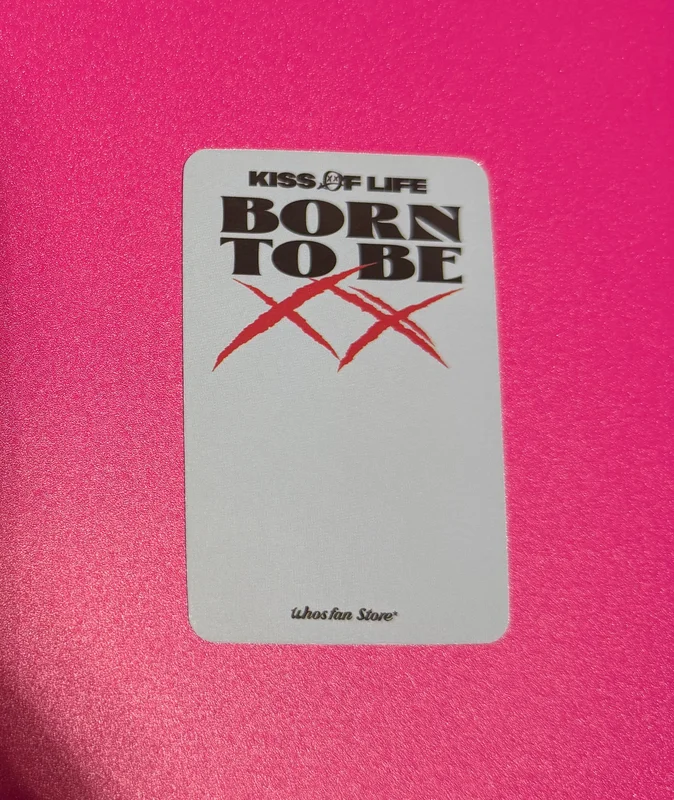 KISS OF LIFE
BORN
TO BE
XX
Whosfan Store*